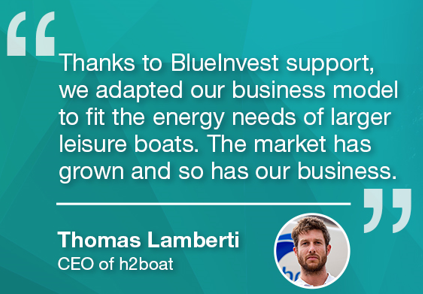 Thanks to BlueInvest support,
we adapted our business model
to fit the energy needs of larger
leisure boats. The market has
grown and so has our business.
Thomas Lamberti
CEO of h2boat